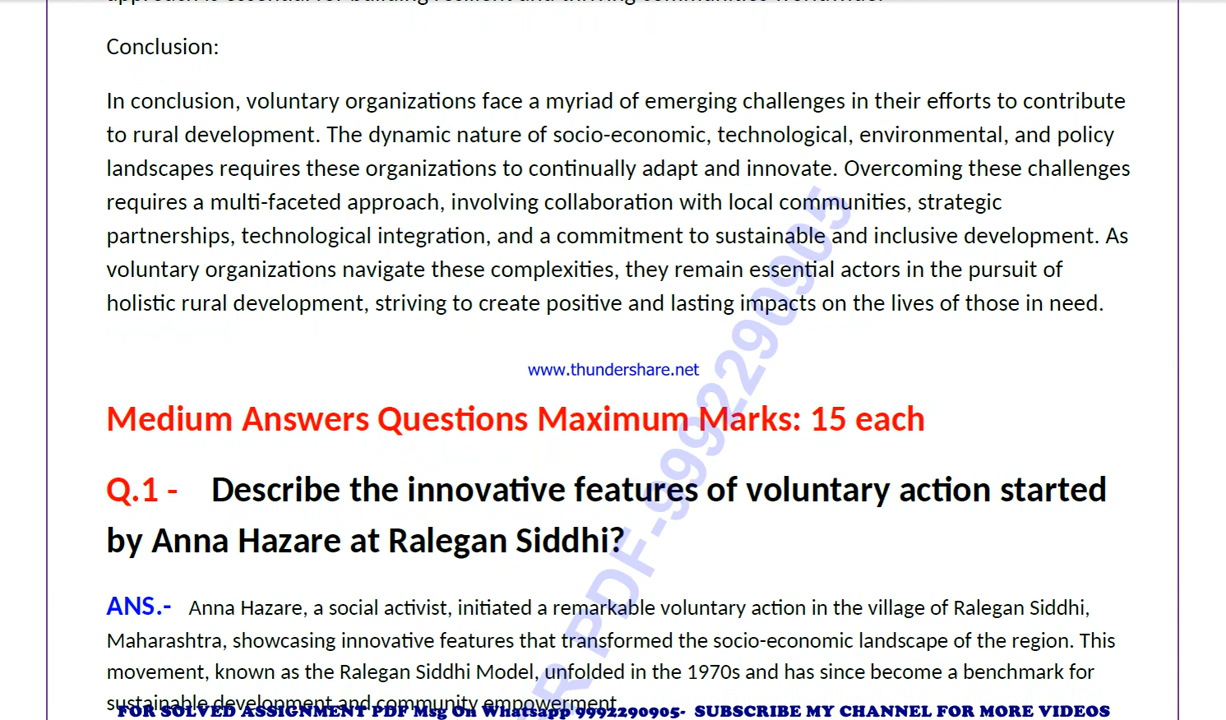 Conclusion:
In conclusion, voluntary organizations face a myriad of emerging challenges in their efforts to contribute
to rural development. The dynamic nature of socio-economic, technological, environmental, and policy
landscapes requires these organizations to continually adapt and innovate. Overcoming these challenges
requires a multi-faceted approach, involving collaboration with local communities, strategic
partnerships, technological integration, and a commitment to sustainable and inclusive development. As
voluntary organizations navigate these complexities, they remain essential actors in the pursuit of
holistic rural development, striving to create positive and lasting impacts on the lives of those in need.
www.thundershare.net
Medium Answers Questions Maximum Marks: 15 each
Q.1 - Describe the innovative features of voluntary action started
by Anna Hazare at Ralegan Siddhi?
ANS.- Anna Hazare, a social activist, initiated a remarkable voluntary action in the village of Ralegan Siddhi,
Maharashtra, showcasing innovative features that transformed the socio-economic landscape of the region. This
movement, known as the Ralegan Siddhi Model, unfolded in the 1970s and has since become a benchmark for
sustainable development and community empowerment
FOR SOLVED ASSIGNMENT PDF Msg On Whatsapp 9992290905- SUBSCRIBE MY CHANNEL FOR MORE VIDEOS
R PDF-9992290905